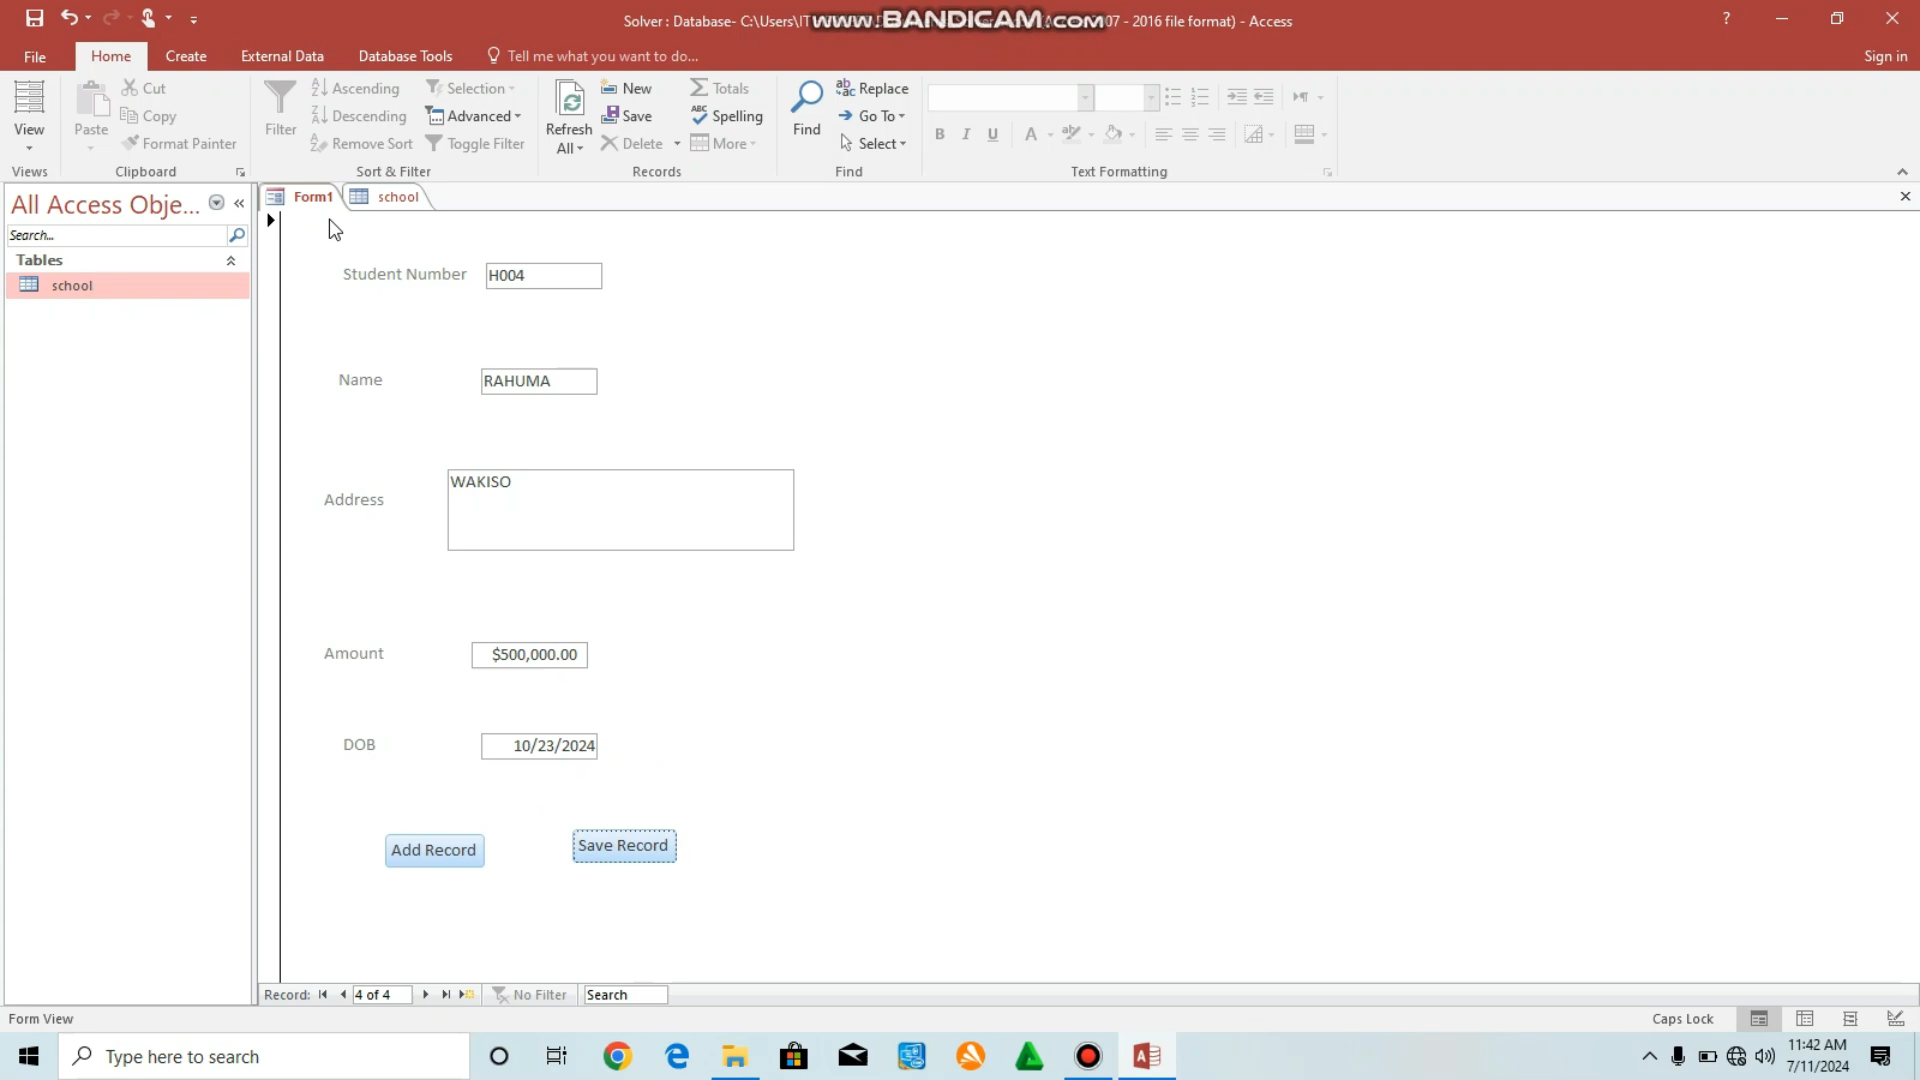 Solver : Database- C:\Users\IT
www.BANDICAM.com
07 - 2016 file format) - Access
?
File
Home
Create
External Data
Database Tools
Tell me what you want to do...
Sign in
View
Views
Paste
Cut
Copy
Format Painter
Clipboard
Filter
Ascending
Descending
Remove Sort
Selection
Advanced
Toggle Filter
Sort & Filter
Refresh
All
New
Save
Delete
Totals
Spelling
More
Records
Find
Replace
Go To
Select
Find
B I U A
Text Formatting
All Access Obje...
Search...
Tables
school
Form1
school
Student Number H004
Name RAHUMA
Address WAKISO
Amount $500,000.00
DOB 10/23/2024
Add Record
Save Record
Record: 4 of 4 No Filter Search
Form View
Caps Lock
Type here to search
11:42 AM
7/11/2024